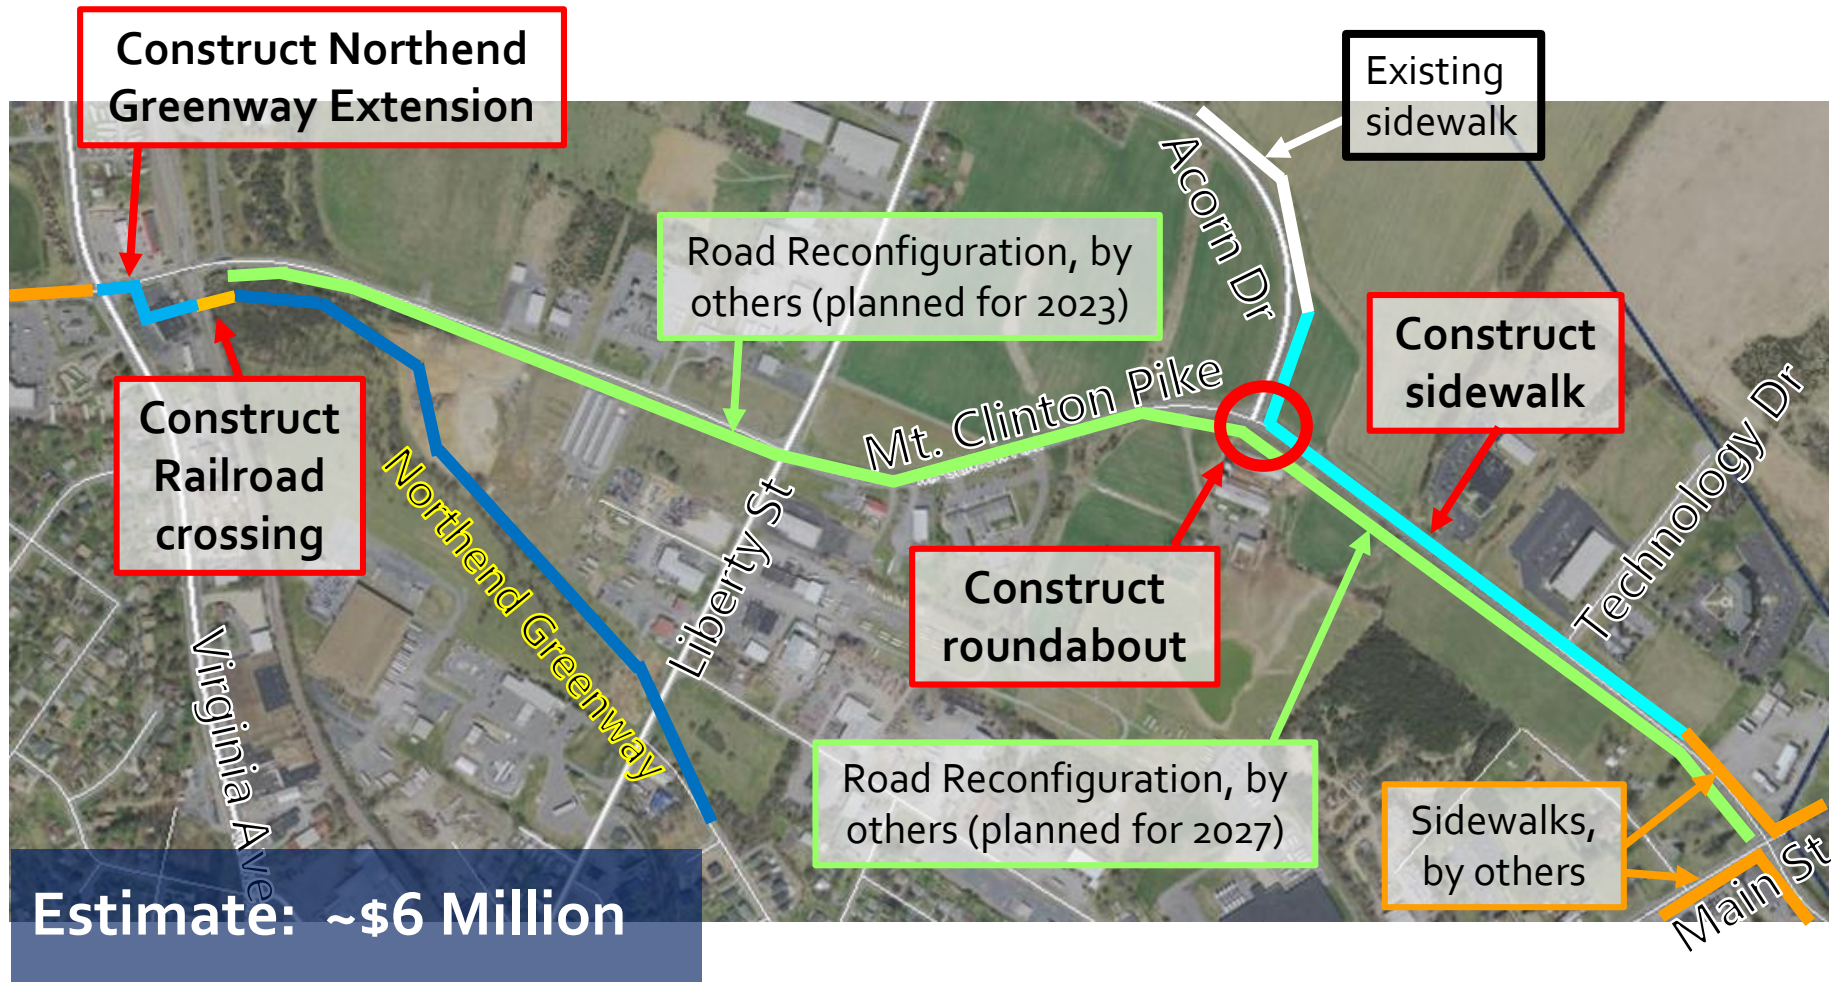 Construct Northend
Greenway Extension
Existing
sidewalk
Acorn Dr
Road Reconfiguration, by
others (planned for 2023)
Construct
sidewalk
Mt. Clinton Pike
Technology Dr
Construct
Railroad
crossing
Northend Greenway
Liberty St
Construct
roundabout
Virginia Ave
Road Reconfiguration, by
others (planned for 2027)
Sidewalks,
by others
Main St
Estimate: ~$6 Million